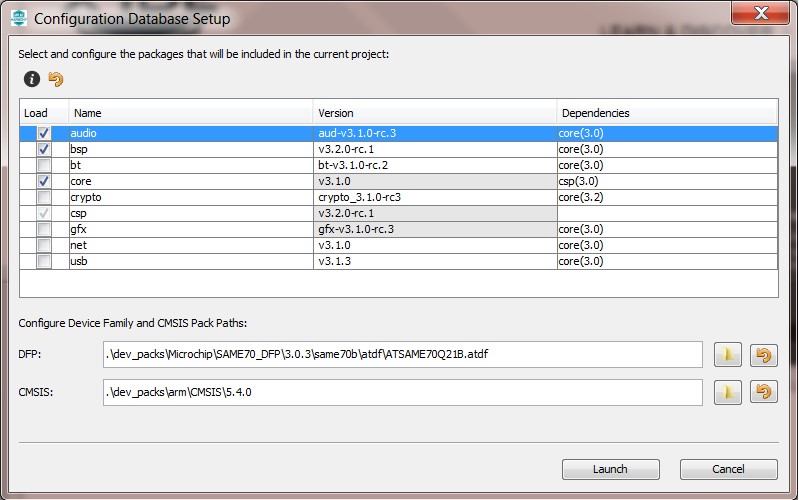 Configuration Database Setup
Select and configure the packages that will be included in the current project:
Load Name Version Dependencies
audio aud-v3.1.0-rc.3 core(3.0)
bsp v3.2.0-rc.1 core(3.0)
bt bt-v3.1.0-rc.2 core(3.0)
core v3.1.0 csp(3.0)
crypto crypto_3.1.0-rc3 core(3.2)
csp v3.2.0-rc.1
gfx gfx-v3.1.0-rc.3 core(3.0)
net v3.1.0 core(3.0)
usb v3.1.3 core(3.0)
Configure Device Family and CMSIS Pack Paths:
DFP: .\dev_packs\Microchip\SAME70_DFP\3.0.3\same70b\atdf\ATSAME70Q21B.atdf
CMSIS: .\dev_packs\arm\CMSIS\5.4.0
Launch Cancel